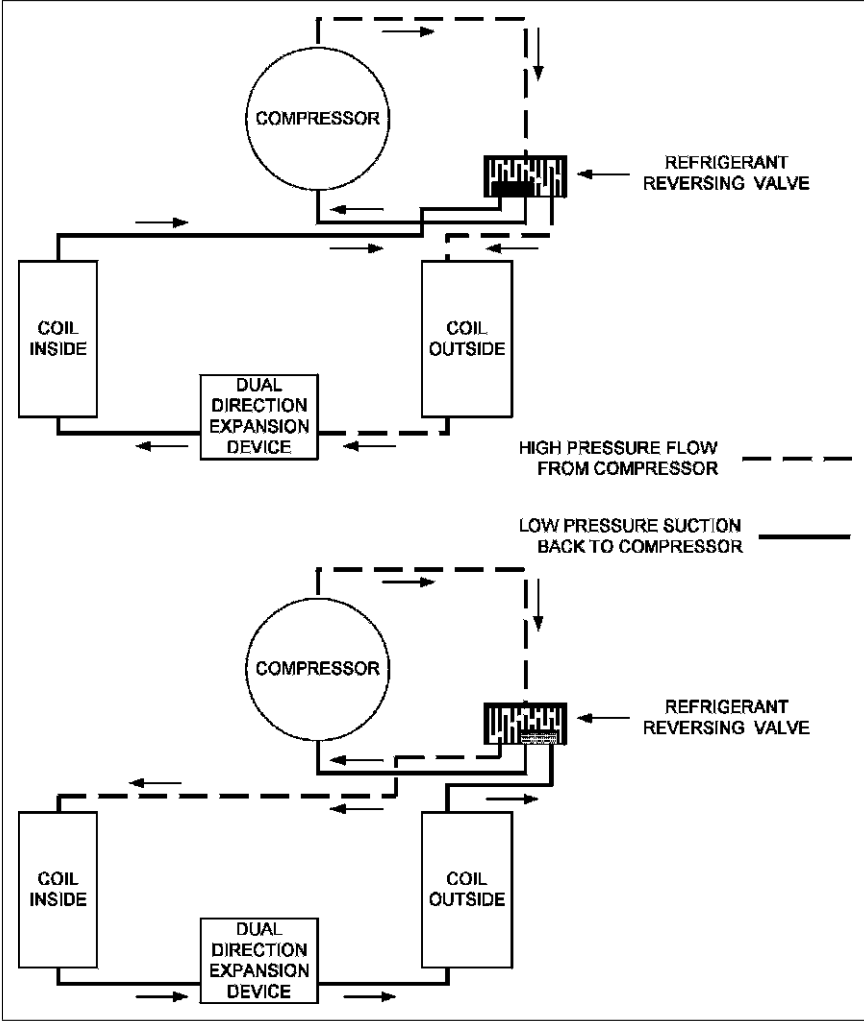 COMPRESSOR
REFRIGERANT
REVERSING VALVE
COIL
INSIDE
COIL
OUTSIDE
DUAL
DIRECTION
EXPANSION
DEVICE
HIGH PRESSURE FLOW
FROM COMPRESSOR
LOW PRESSURE SUCTION
BACK TO COMPRESSOR
COMPRESSOR
REFRIGERANT
REVERSING VALVE
COIL
INSIDE
COIL
OUTSIDE
DUAL
DIRECTION
EXPANSION
DEVICE